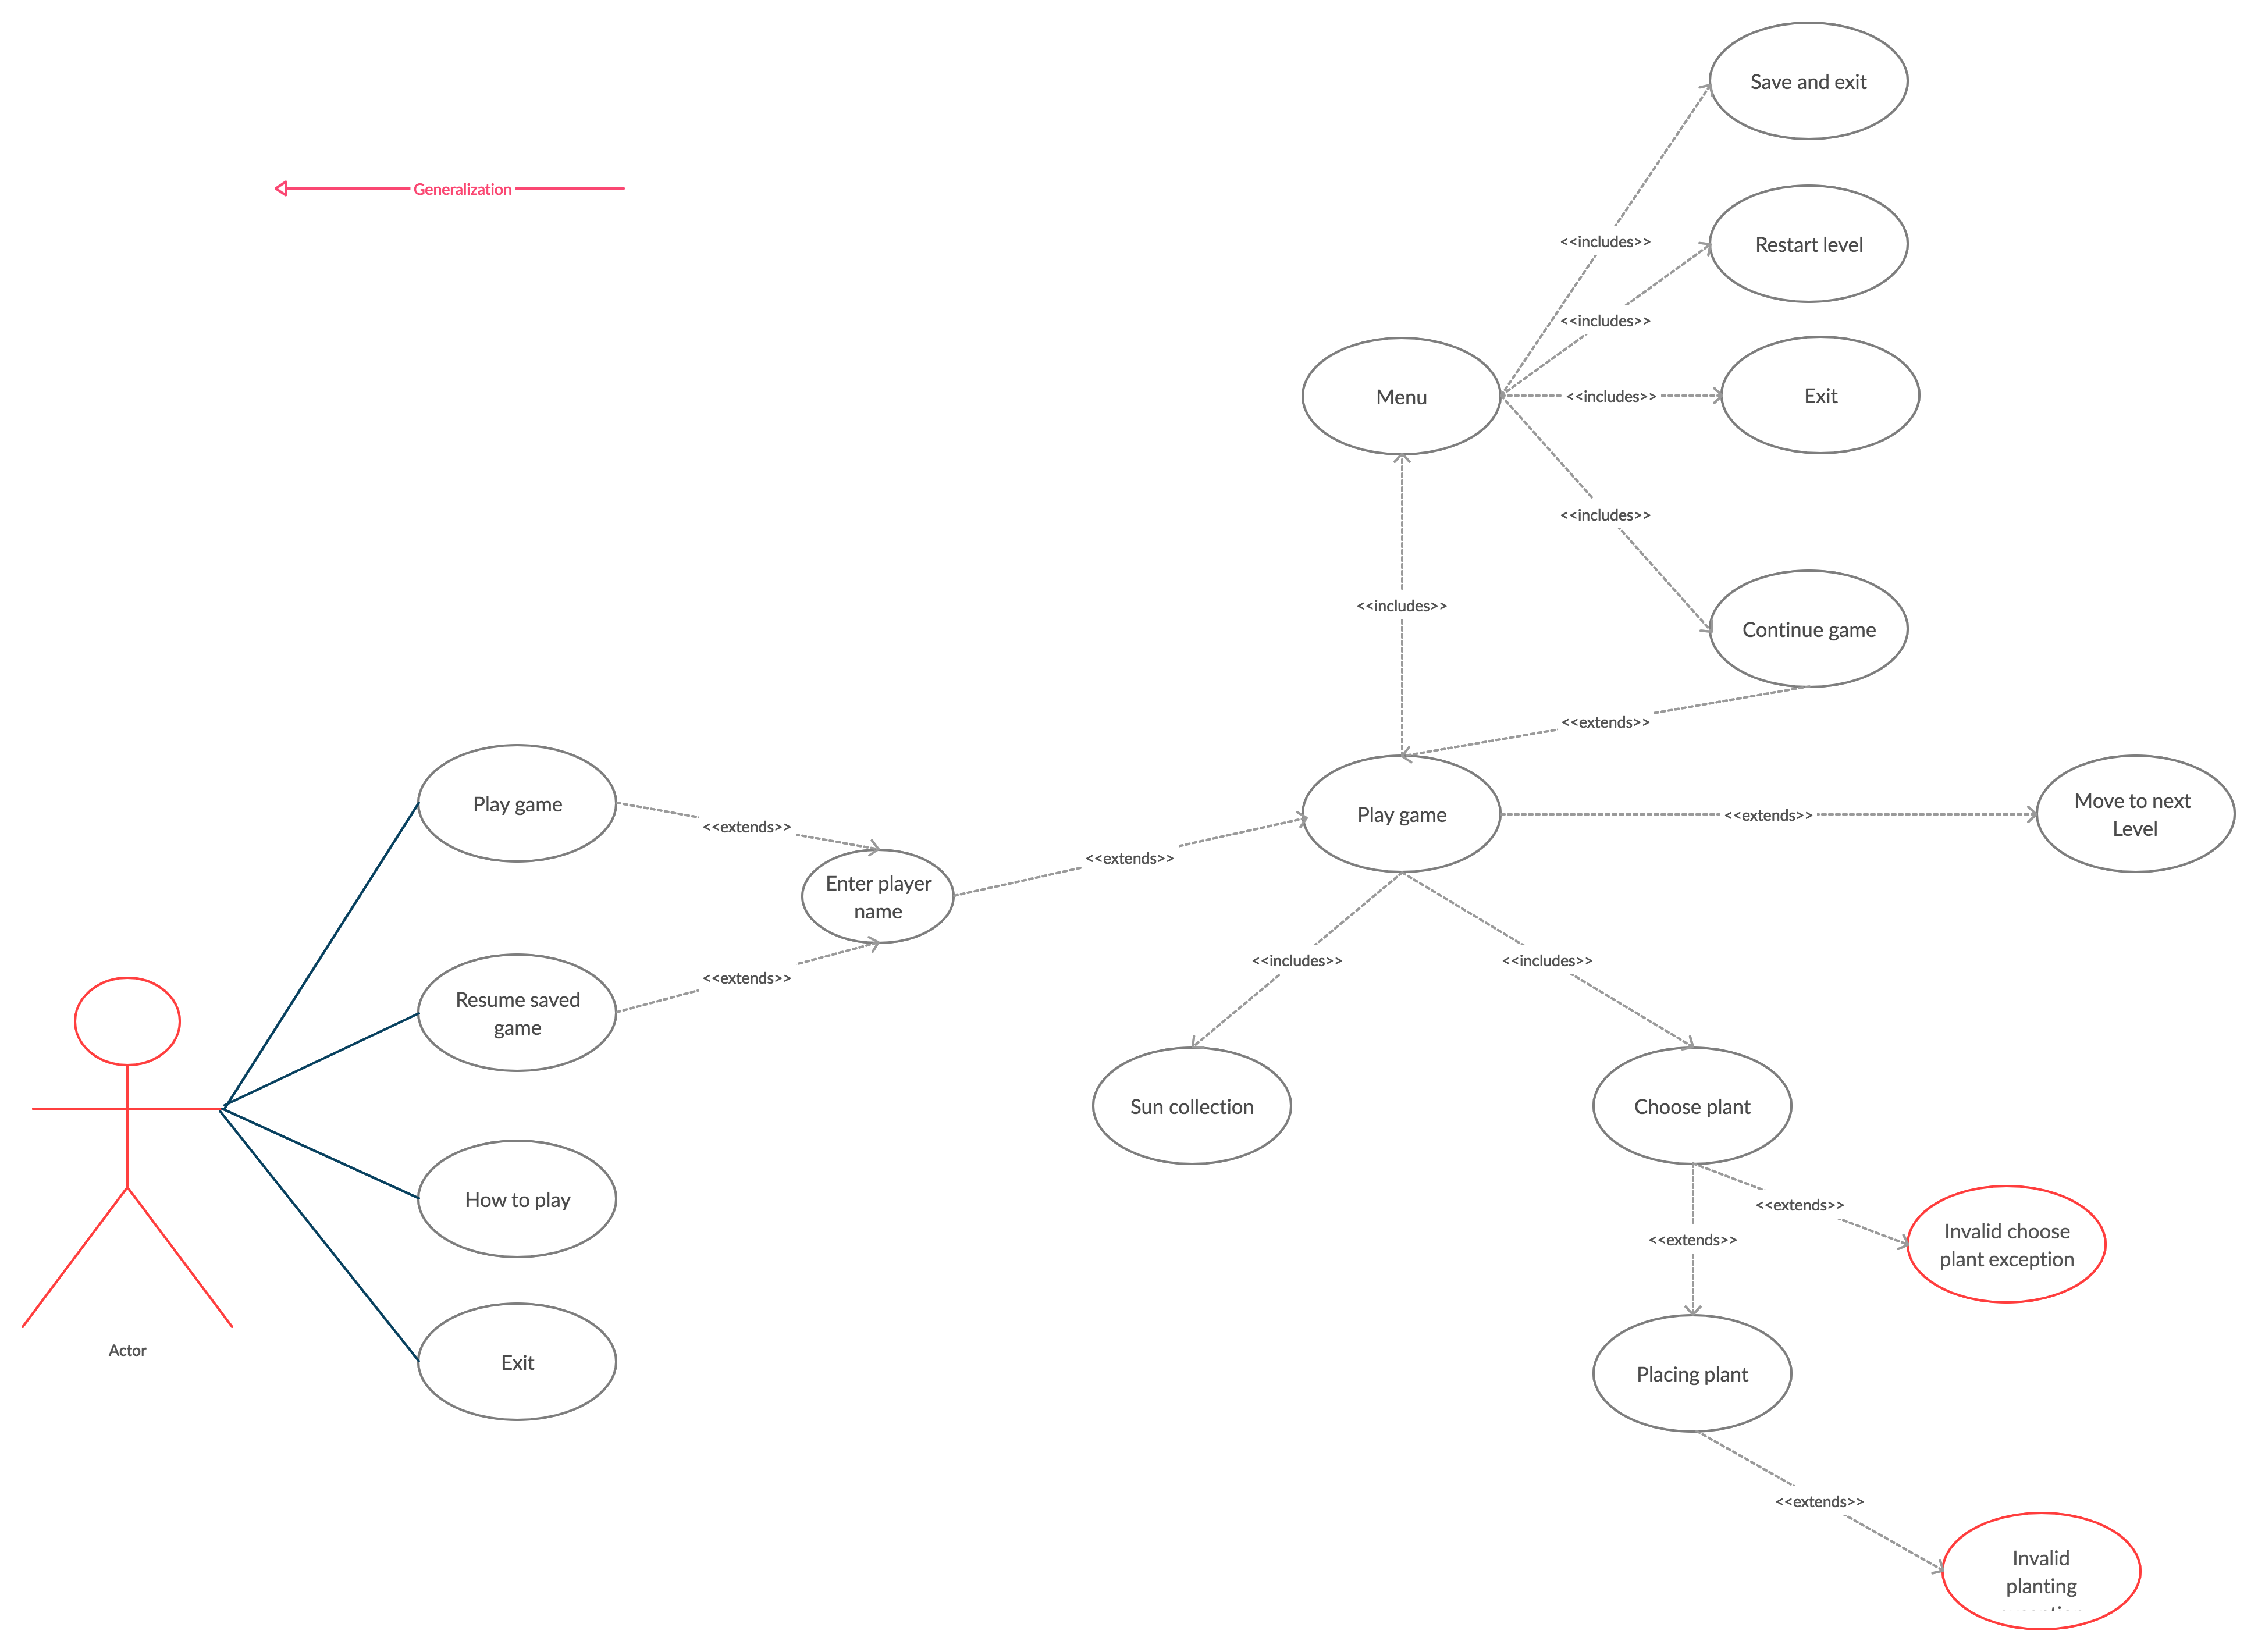 Save and exit
Generalization
<<includes>>
Restart level
<<includes>>
Menu
<<includes>>
Exit
<<includes>>
<<includes>>
Continue game
<<extends>>
Play game
<<extends>>
Enter player
name
<<extends>>
Play game
<<extends>>
Move to next
Level
<<extends>>
Resume saved
game
<<includes>>
<<includes>>
Sun collection
Choose plant
How to play
<<extends>>
<<extends>>
Invalid choose
plant exception
Actor
Exit
Placing plant
<<extends>>
Invalid
planting